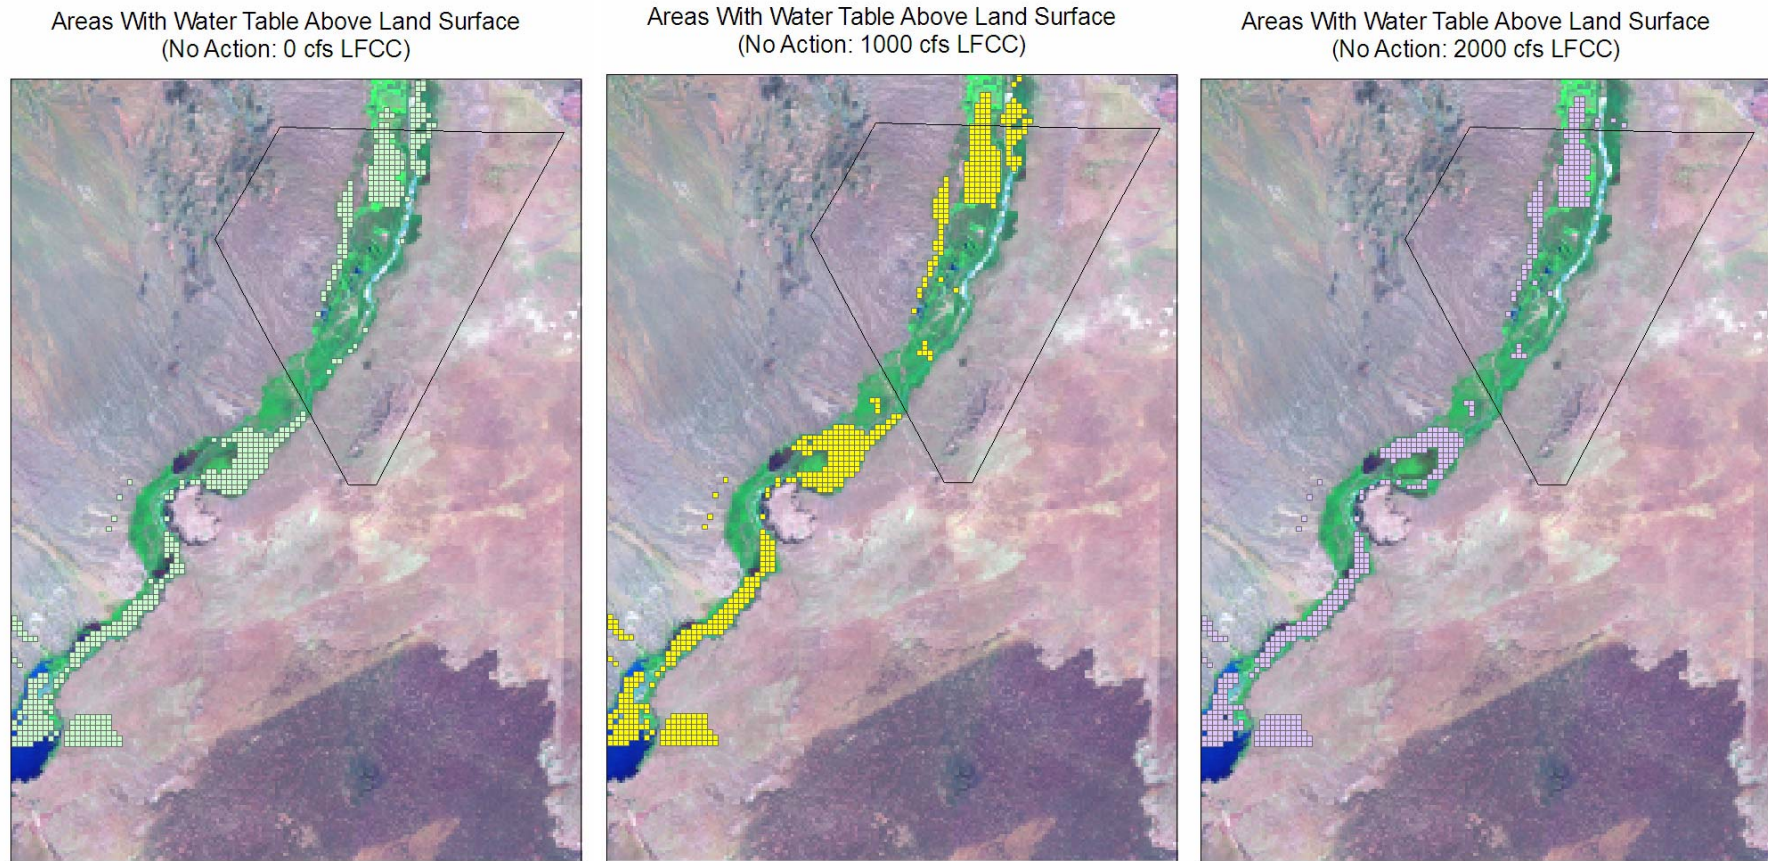 Areas With Water Table Above Land Surface
(No Action: 0 cfs LFCC)
Areas With Water Table Above Land Surface
(No Action: 1000 cfs LFCC)
Areas With Water Table Above Land Surface
(No Action: 2000 cfs LFCC)